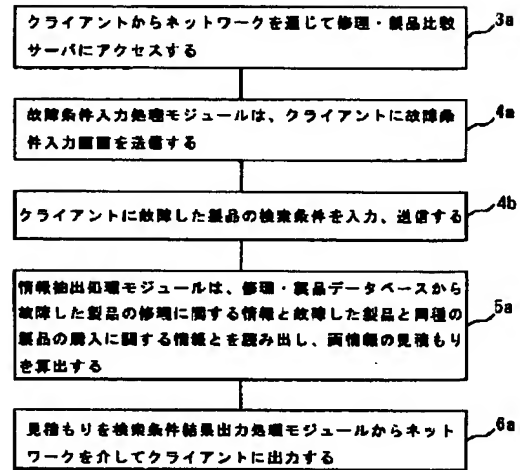 クライアントからネットワークを通じて修理・製品比較
サーバにアクセスする
3a
故障条件入力処理モジュールは、クライアントに故障条
件入力画面を送信する
4a
クライアントに故障した製品の検索条件を入力、送信する
4b
情報抽出処理モジュールは、修理・製品データベースから
故障した製品の修理に関する情報と故障した製品と同種の
製品の購入に関する情報とを読み出し、両情報の見積もり
を算出する
5a
見積もりを検索条件結果出力処理モジュールからネット
ワークを介してクライアントに出力する
6a